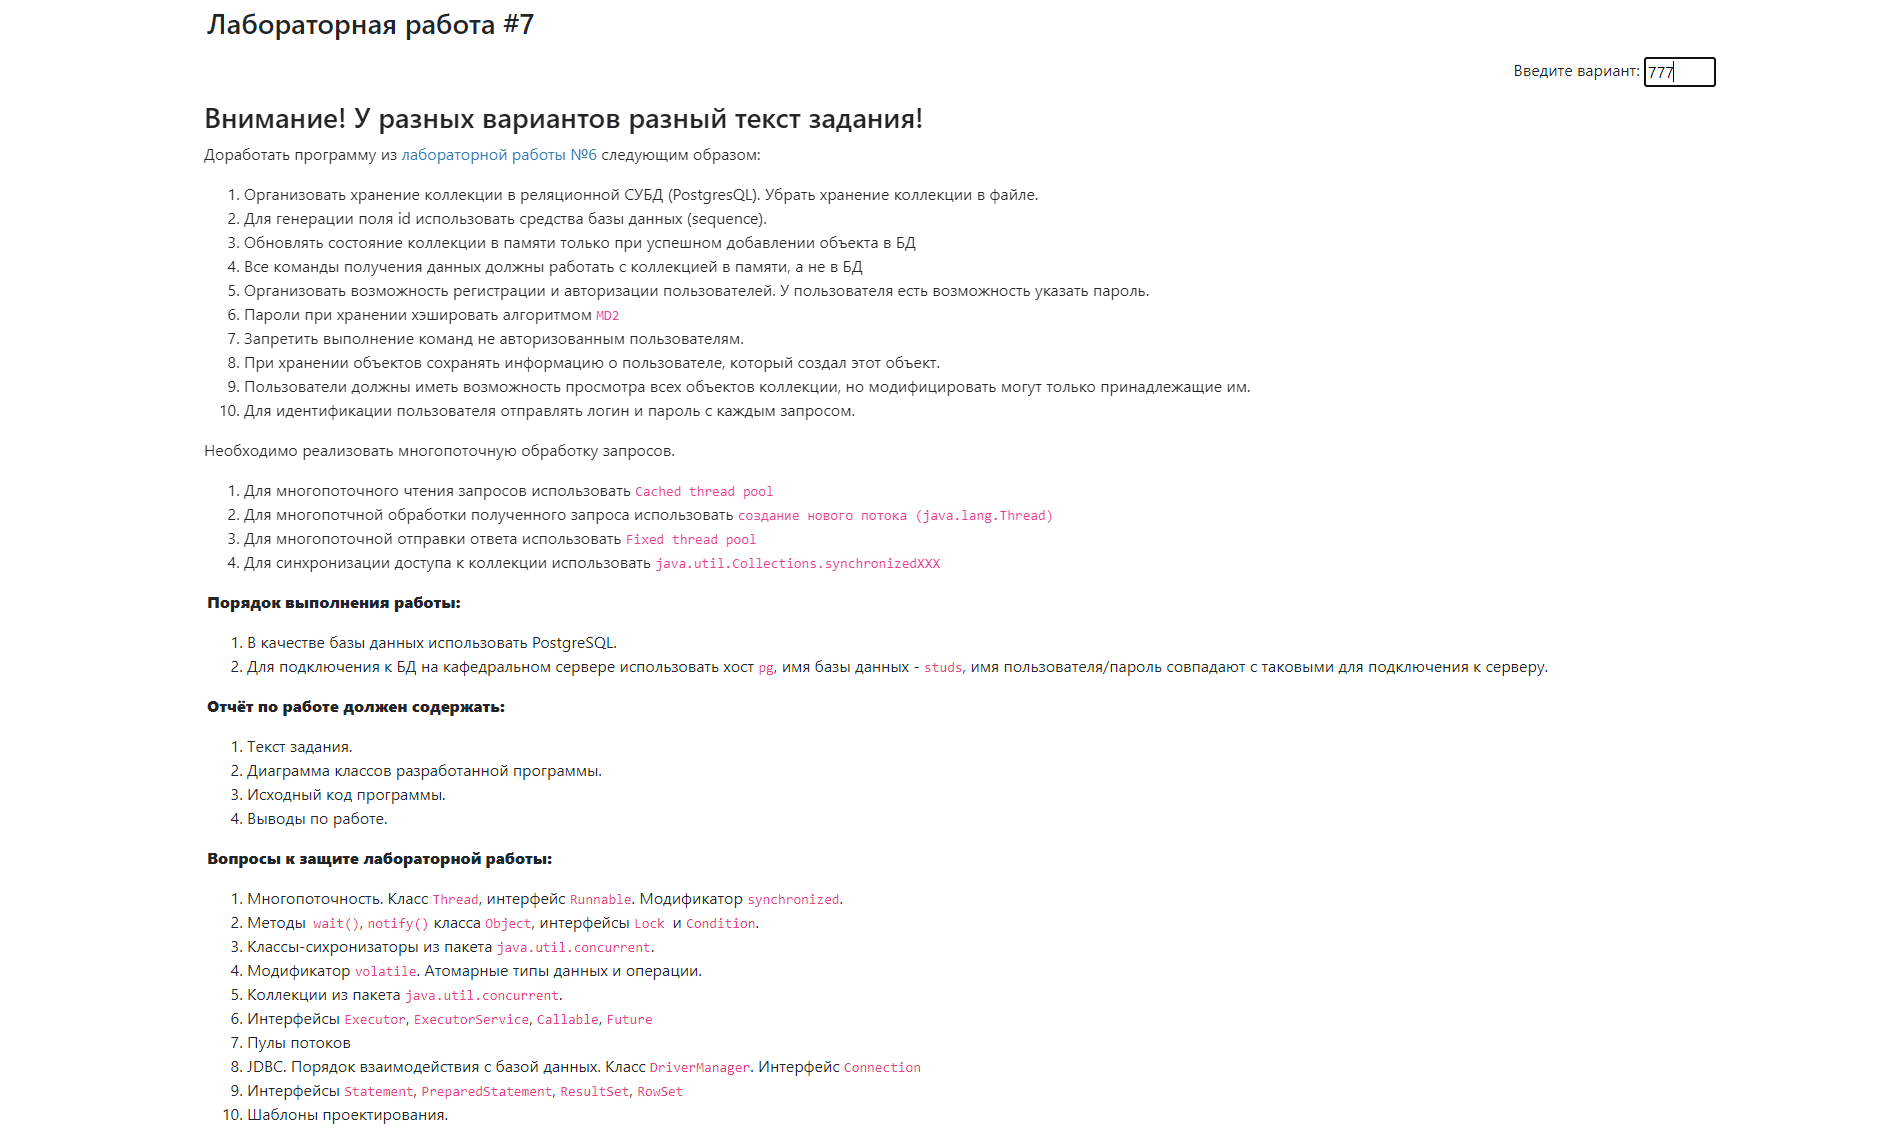 Лабораторная работа #7
Введите вариант: 777
Внимание! У разных вариантов разный текст задания!
Доработать программу из лабораторной работы №6 следующим образом:
1. Организовать хранение коллекции в реляционной СУБД (PostgresQL). Убрать хранение коллекции в файле.
2. Для генерации поля id использовать средства базы данных (sequence).
3. Обновлять состояние коллекции в памяти только при успешном добавлении объекта в БД
4. Все команды получения данных должны работать с коллекцией в памяти, а не в БД
5. Организовать возможность регистрации и авторизации пользователей. У пользователя есть возможность указать пароль.
6. Пароли при хранении хэшировать алгоритмом MD2
7. Запретить выполнение команд не авторизованным пользователям.
8. При хранении объектов сохранять информацию о пользователе, который создал этот объект.
9. Пользователи должны иметь возможность просмотра всех объектов коллекции, но модифицировать могут только принадлежащие им.
10. Для идентификации пользователя отправлять логин и пароль с каждым запросом.
Необходимо реализовать многопоточную обработку запросов.
1. Для многопоточного чтения запросов использовать Cached thread pool
2. Для многопотчной обработки полученного запроса использовать создание нового потока (java.lang.Thread)
3. Для многопоточной отправки ответа использовать Fixed thread pool
4. Для синхронизации доступа к коллекции использовать java.util.Collections.synchronizedXXX
Порядок выполнения работы:
1. В качестве базы данных использовать PostgreSQL.
2. Для подключения к БД на кафедральном сервере использовать хост pg, имя базы данных - studs, имя пользователя/пароль совпадают с таковыми для подключения к серверу.
Отчёт по работе должен содержать:
1. Текст задания.
2. Диаграмма классов разработанной программы.
3. Исходный код программы.
4. Выводы по работе.
Вопросы к защите лабораторной работы:
1. Многопоточность. Класс Thread, интерфейс Runnable. Модификатор synchronized.
2. Методы wait(), notify() класса Object, интерфейсы Lock и Condition.
3. Классы-сихронизаторы из пакета java.util.concurrent.
4. Модификатор volatile. Атомарные типы данных и операции.
5. Коллекции из пакета java.util.concurrent.
6. Интерфейсы Executor, ExecutorService, Callable, Future
7. Пулы потоков
8. JDBC. Порядок взаимодействия с базой данных. Класс DriverManager. Интерфейс Connection
9. Интерфейсы Statement, PreparedStatement, ResultSet, RowSet
10. Шаблоны проектирования.